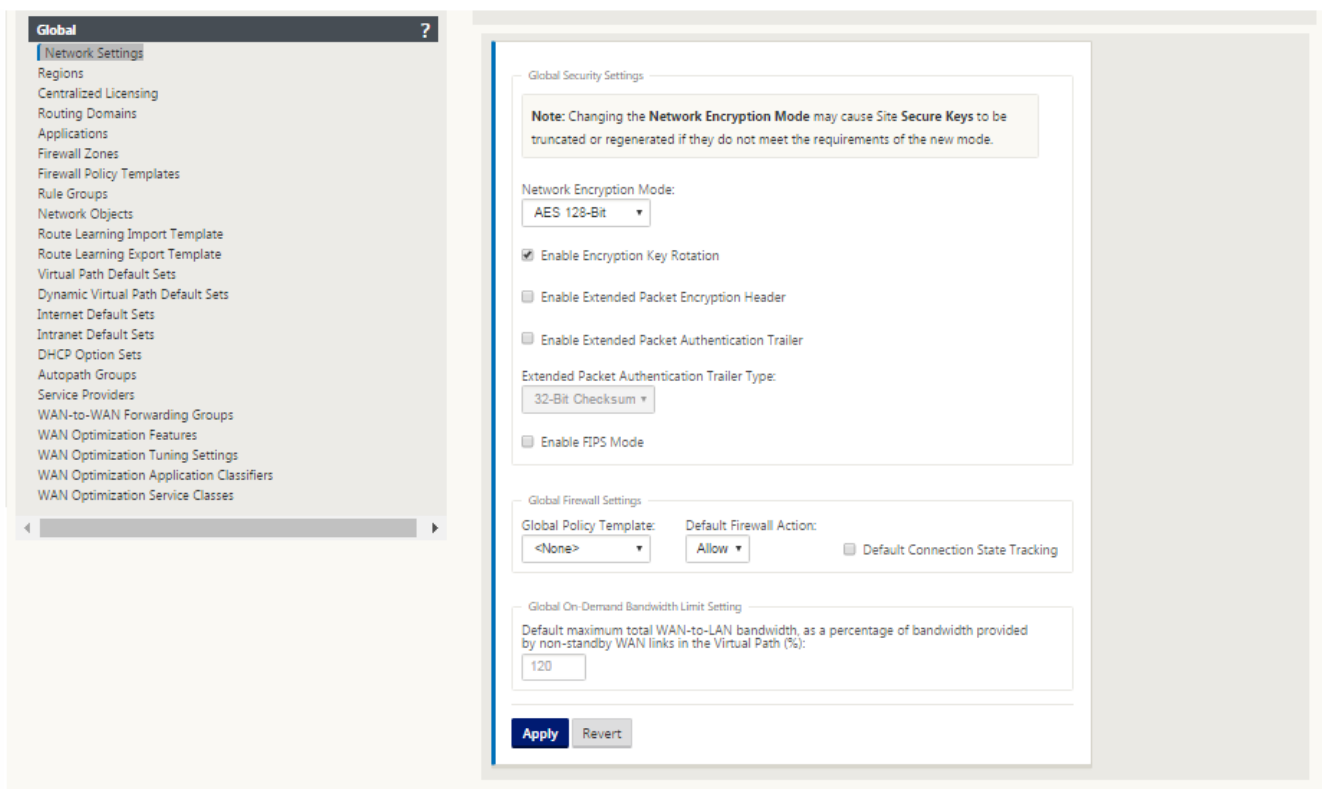 Global ?
Network Settings
Regions
Centralized Licensing
Routing Domains
Applications
Firewall Zones
Firewall Policy Templates
Rule Groups
Network Objects
Route Learning Import Template
Route Learning Export Template
Virtual Path Default Sets
Dynamic Virtual Path Default Sets
Internet Default Sets
Intranet Default Sets
DHCP Option Sets
Autopath Groups
Service Providers
WAN-to-WAN Forwarding Groups
WAN Optimization Features
WAN Optimization Tuning Settings
WAN Optimization Application Classifiers
WAN Optimization Service Classes
Global Security Settings
Note: Changing the Network Encryption Mode may cause Site Secure Keys to be
truncated or regenerated if they do not meet the requirements of the new mode.
Network Encryption Mode:
AES 128-Bit
Enable Encryption Key Rotation
Enable Extended Packet Encryption Header
Enable Extended Packet Authentication Trailer
Extended Packet Authentication Trailer Type:
32-Bit Checksum
Enable FIPS Mode
Global Firewall Settings
Global Policy Template: Default Firewall Action:
<None> Allow Default Connection State Tracking
Global On-Demand Bandwidth Limit Setting
Default maximum total WAN-to-LAN bandwidth, as a percentage of bandwidth provided
by non-standby WAN links in the Virtual Path (%):
120
Apply Revert